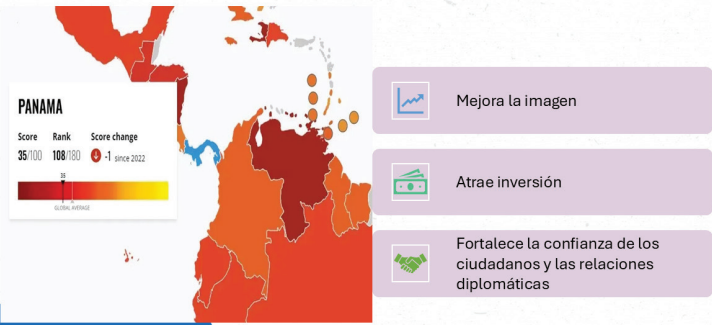 PANAMA
Score Rank Score change
35/100 108/180 -1 since 2022
35
GLOBAL AVERAGE
Mejora la imagen
Atrae inversión
Fortalece la confianza de los
ciudadanos y las relaciones
diplomáticas